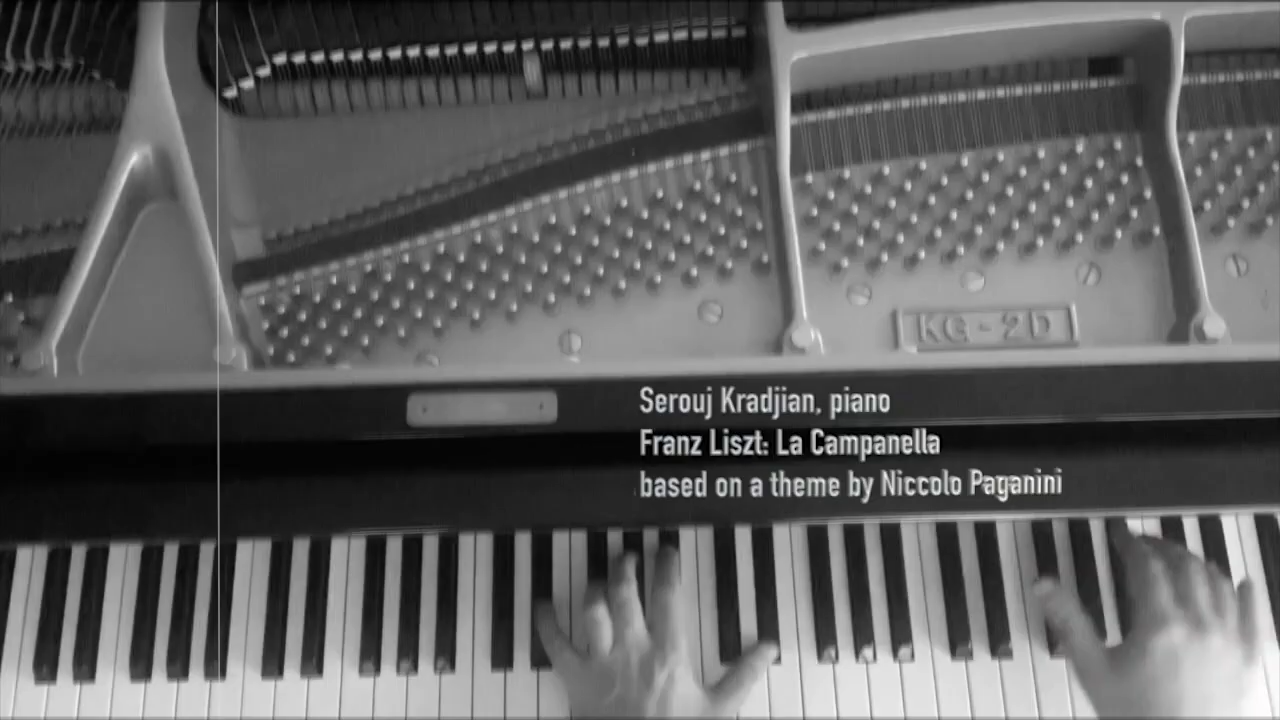 KG-2D
Serouj Kradjian, piano
Franz Liszt: La Campanella
based on a theme by Niccolo Paganini